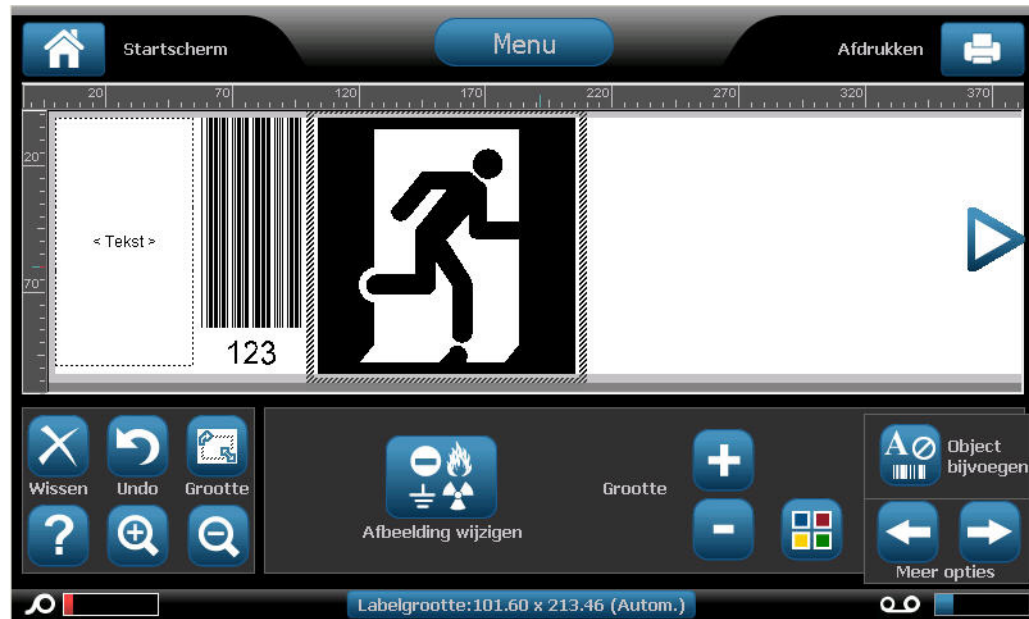 Startscherm
Menu
Afdrukken
20 70 120 170 220 270 320 370
20
70
< Tekst >
123
Wissen
Undo
Grootte
Afbeelding wijzigen
Grootte
+
-
A
Object
bijvoegen
?
Meer opties
Labelgrootte:101.60 x 213.46 (Autom.)